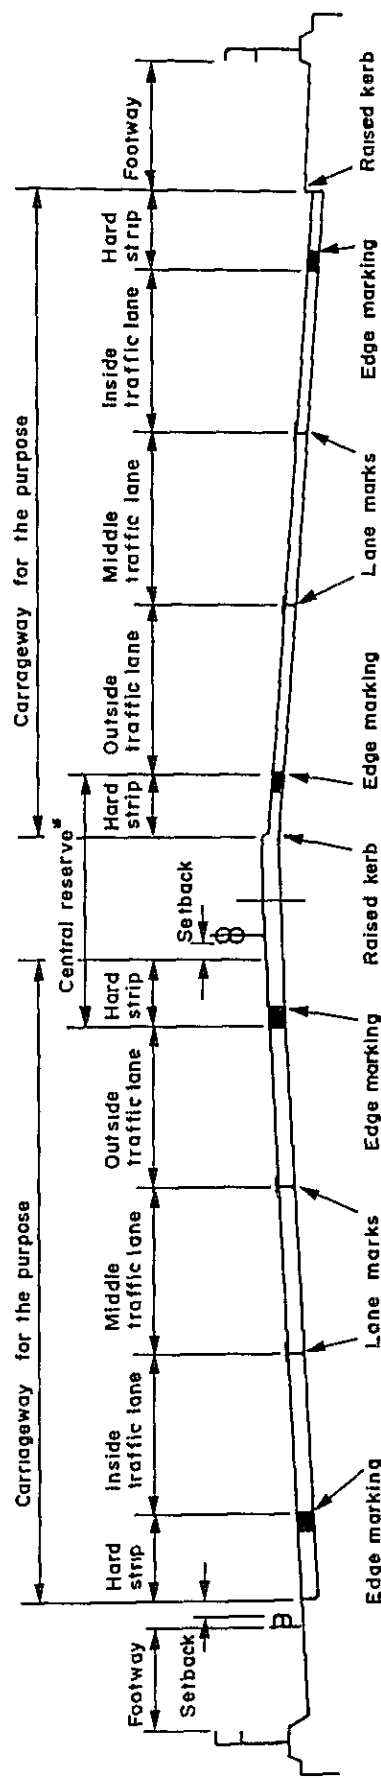 Carriageway for the purpose
Carrageway for the purpose
Central reserve*
Footway
Hard
strip
Inside
traffic lane
Middle
traffic lane
Outside
traffic lane
Hard
strip
Hard strip
Outside
traffic lane
Middle
traffic lane
Inside
traffic lane
Hard
strip
Footway
Setback
Setback
Edge marking
Lane marks
Edge marking
Raised kerb
Edge marking
Lane marks
Edge marking
Raised kerb